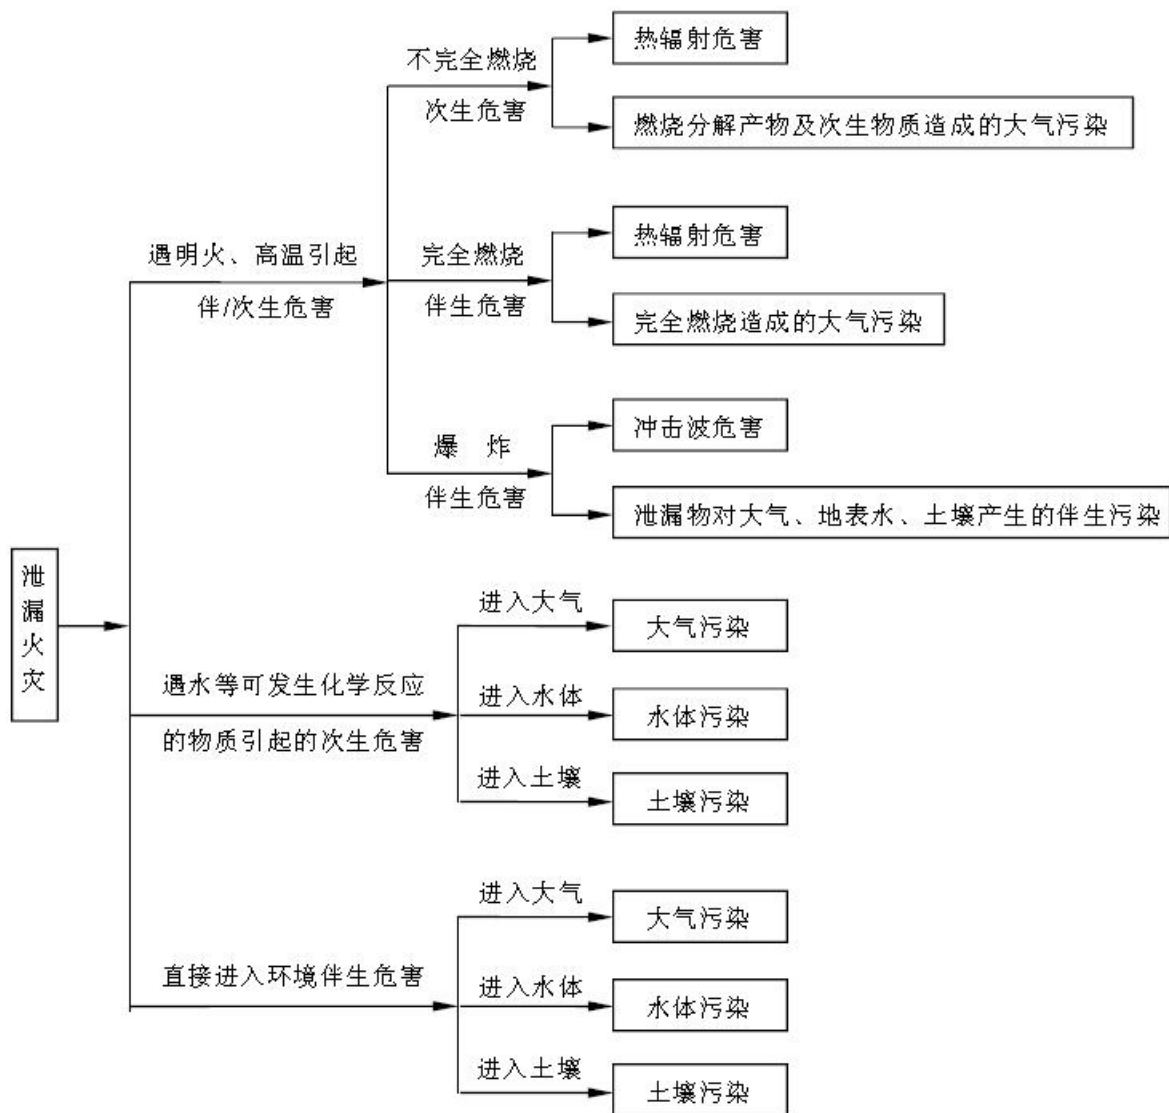 泄漏火灾
遇明火、高温引起
伴/次生危害
不完全燃烧
次生危害
热辐射危害
燃烧分解产物及次生物质造成的大气污染
完全燃烧
伴生危害
热辐射危害
完全燃烧造成的大气污染
爆 炸
伴生危害
冲击波危害
泄漏物对大气、地表水、土壤产生的伴生污染
遇水等可发生化学反应
的物质引起的次生危害
进入大气
大气污染
进入水体
水体污染
进入土壤
土壤污染
直接进入环境伴生危害
进入大气
大气污染
进入水体
水体污染
进入土壤
土壤污染